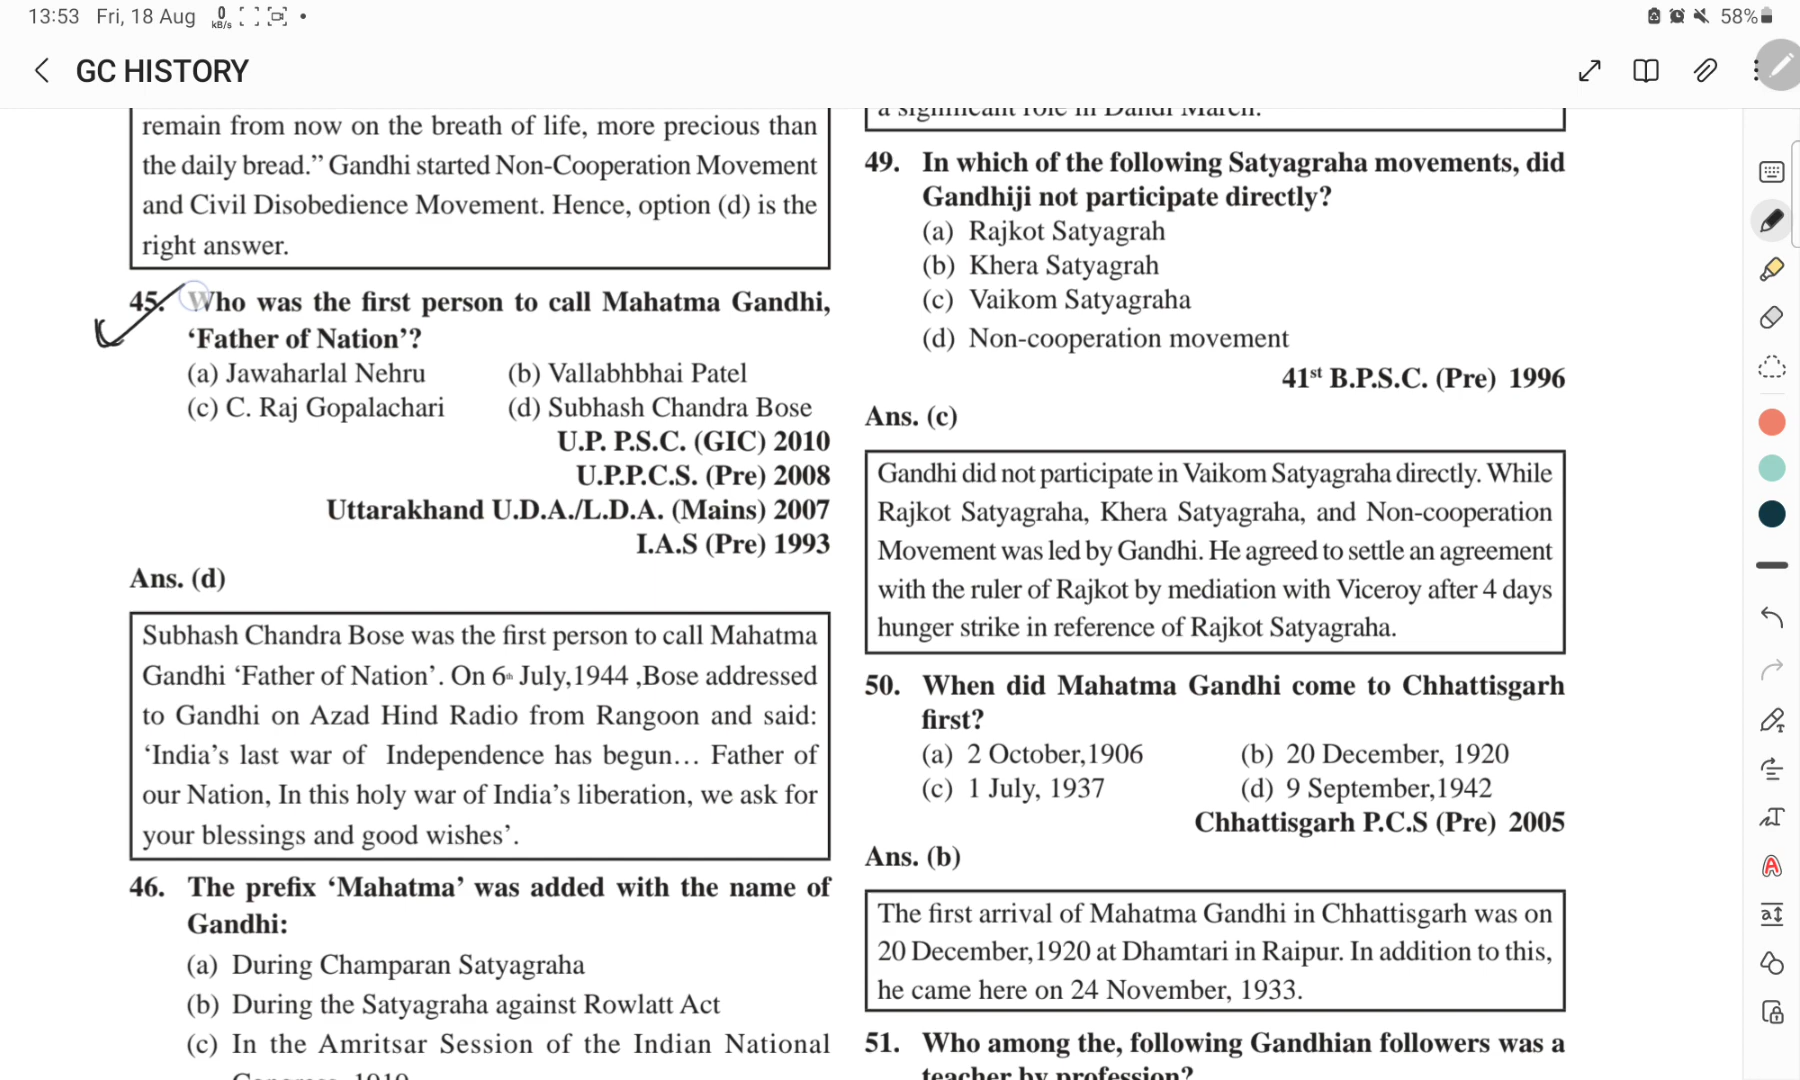 13:53 Fri, 18 Aug 0 kB/s 58%
GC HISTORY
remain from now on the breath of life, more precious than
the daily bread.” Gandhi started Non-Cooperation Movement
and Civil Disobedience Movement. Hence, option (d) is the
right answer.
45. Who was the first person to call Mahatma Gandhi,
‘Father of Nation’?
(a) Jawaharlal Nehru (b) Vallabhbhai Patel
(c) C. Raj Gopalachari (d) Subhash Chandra Bose
U.P. P.S.C. (GIC) 2010
U.P.P.C.S. (Pre) 2008
Uttarakhand U.D.A./L.D.A. (Mains) 2007
I.A.S (Pre) 1993
Ans. (d)
Subhash Chandra Bose was the first person to call Mahatma
Gandhi ‘Father of Nation’. On 6th July,1944 ,Bose addressed
to Gandhi on Azad Hind Radio from Rangoon and said:
‘India’s last war of Independence has begun… Father of
our Nation, In this holy war of India’s liberation, we ask for
your blessings and good wishes’.
46. The prefix ‘Mahatma’ was added with the name of
Gandhi:
(a) During Champaran Satyagraha
(b) During the Satyagraha against Rowlatt Act
(c) In the Amritsar Session of the Indian National
Congress, 1919
a significant role in Dandi March.
49. In which of the following Satyagraha movements, did
Gandhiji not participate directly?
(a) Rajkot Satyagrah
(b) Khera Satyagrah
(c) Vaikom Satyagraha
(d) Non-cooperation movement
41st B.P.S.C. (Pre) 1996
Ans. (c)
Gandhi did not participate in Vaikom Satyagraha directly. While
Rajkot Satyagraha, Khera Satyagraha, and Non-cooperation
Movement was led by Gandhi. He agreed to settle an agreement
with the ruler of Rajkot by mediation with Viceroy after 4 days
hunger strike in reference of Rajkot Satyagraha.
50. When did Mahatma Gandhi come to Chhattisgarh
first?
(a) 2 October,1906 (b) 20 December, 1920
(c) 1 July, 1937 (d) 9 September,1942
Chhattisgarh P.C.S (Pre) 2005
Ans. (b)
The first arrival of Mahatma Gandhi in Chhattisgarh was on
20 December,1920 at Dhamtari in Raipur. In addition to this,
he came here on 24 November, 1933.
51. Who among the, following Gandhian followers was a
teacher by profession?